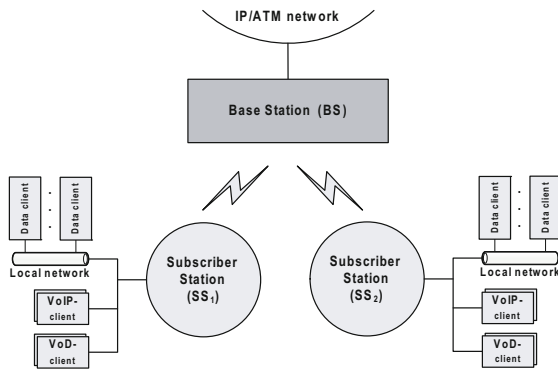 IP/ATM network
Base Station (BS)
Data client
. . .
Data client
Data client
. . .
Data client
Local network
Subscriber
Station
(SS₁)
Subscriber
Station
(SS₂)
Local network
VoIP-
client
VoIP-
client
VoD-
client
VoD-
client